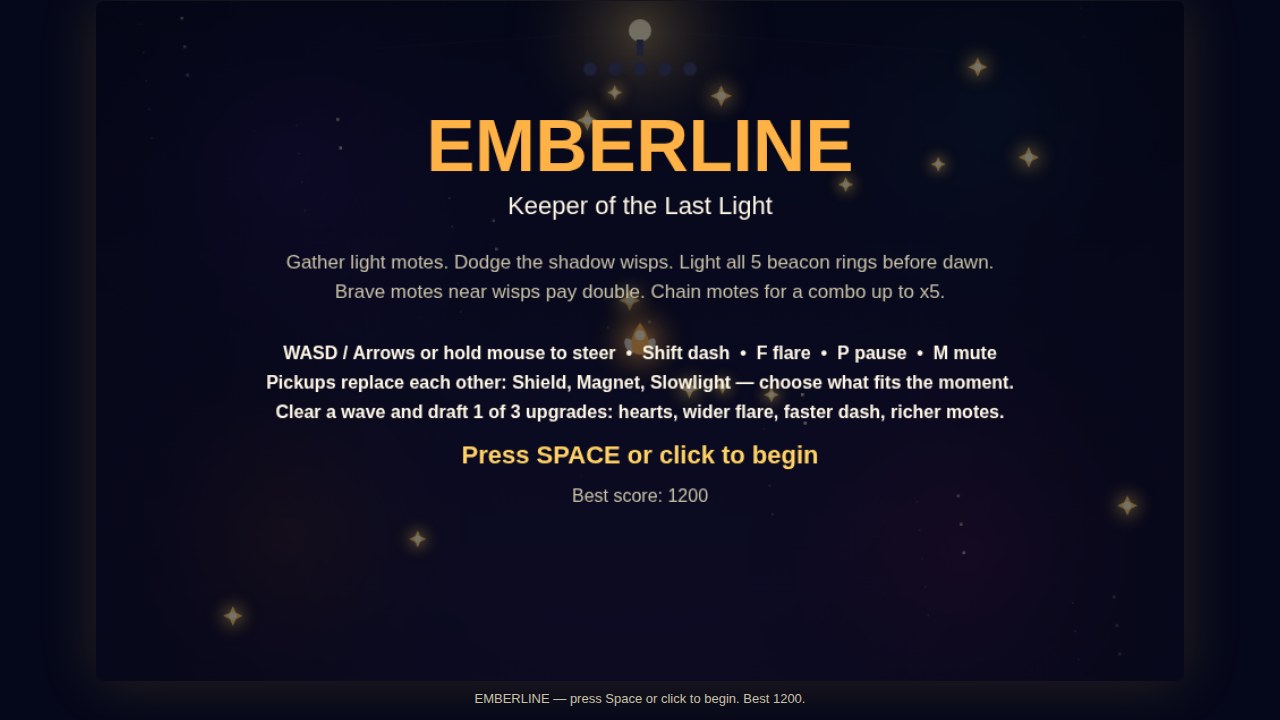 EMBERLINE
Keeper of the Last Light
Gather light motes. Dodge the shadow wisps. Light all 5 beacon rings before dawn.
Brave motes near wisps pay double. Chain motes for a combo up to x5.
WASD / Arrows or hold mouse to steer • Shift dash • F flare • P pause • M mute
Pickups replace each other: Shield, Magnet, Slowlight — choose what fits the moment.
Clear a wave and draft 1 of 3 upgrades: hearts, wider flare, faster dash, richer motes.
Press SPACE or click to begin
Best score: 1200
EMBERLINE — press Space or click to begin. Best 1200.